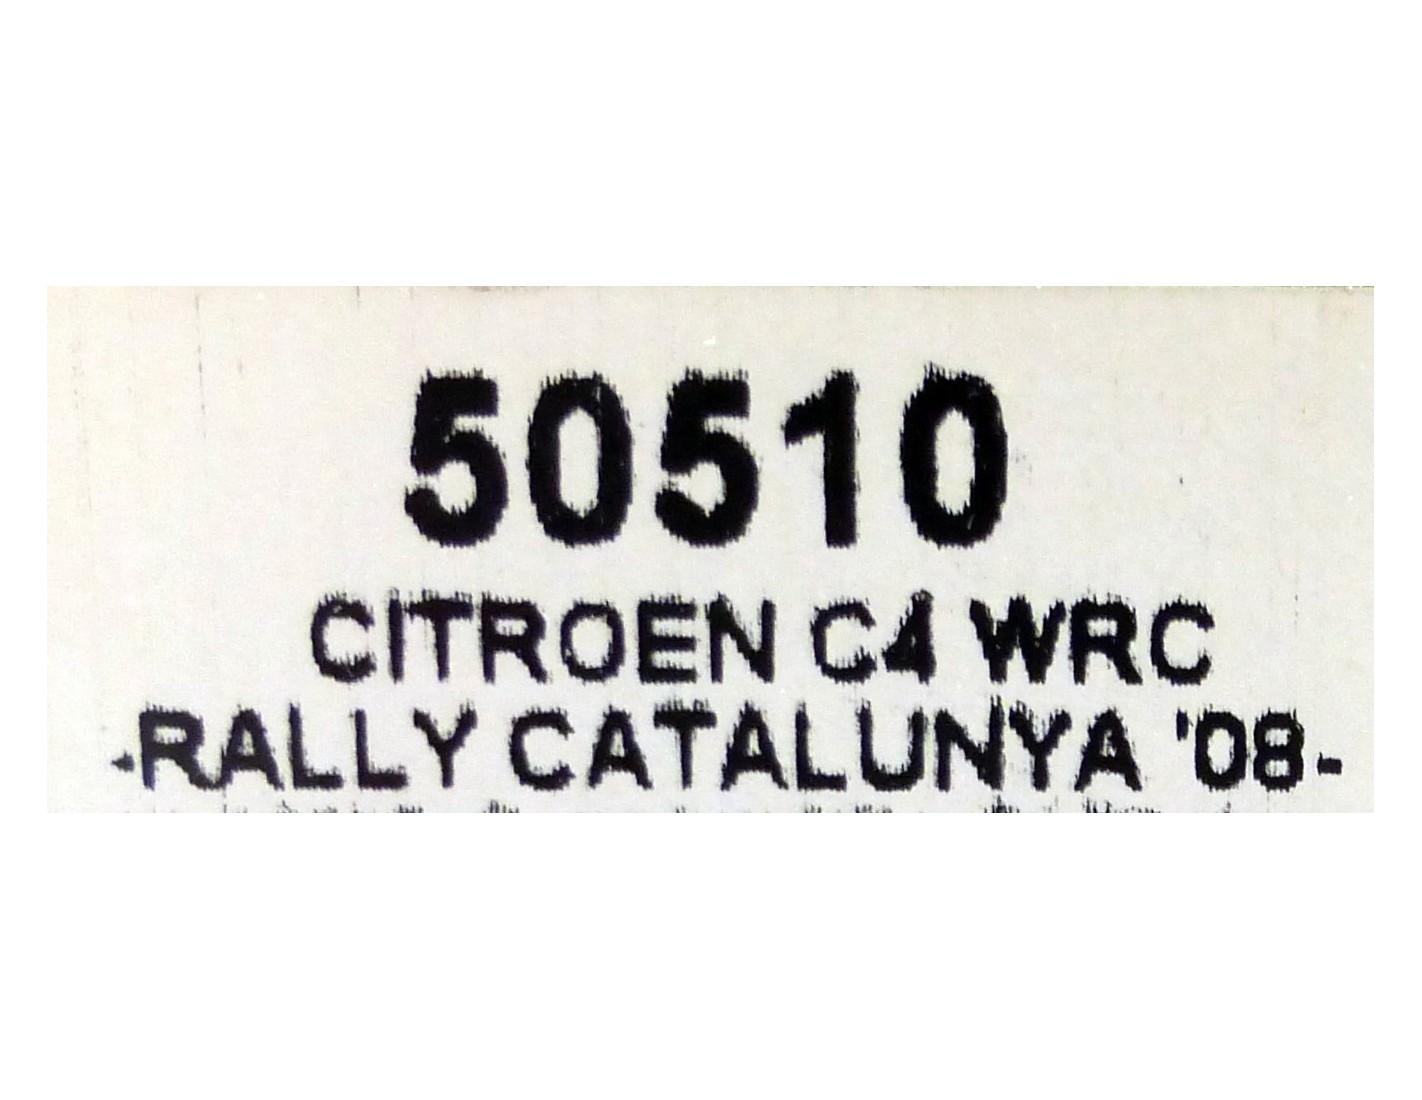 50510
CITROEN C4 WRC
-RALLY CATALUNYA '08-